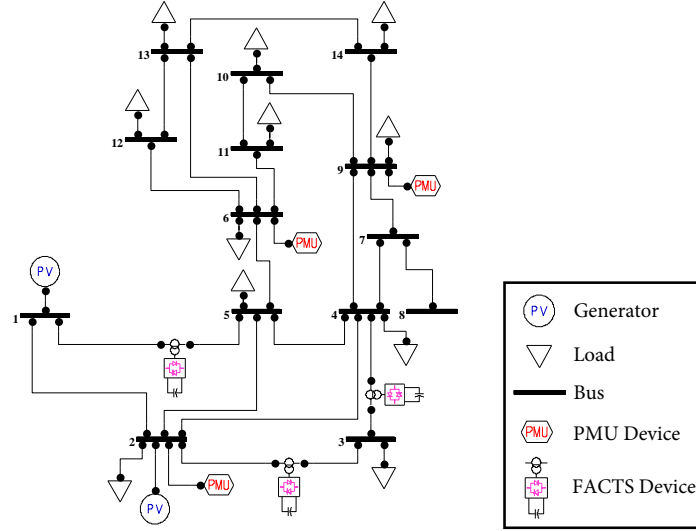 13
14
10
12
11
9
PMU
6
PMU
7
PV
1
5
4
8
PV
Generator
Load
Bus
2
3
PMU
PMU
PMU Device
PV
FACTS Device